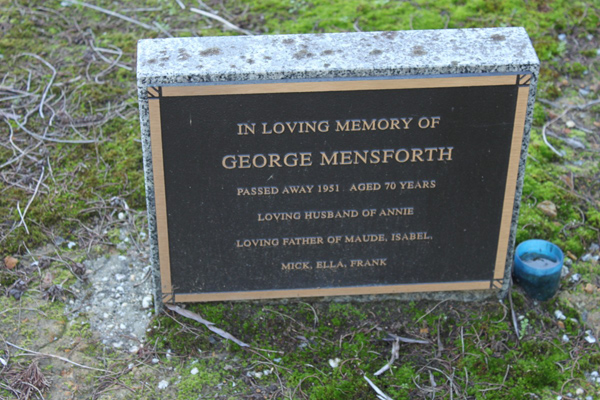 IN LOVING MEMORY OF
GEORGE MENSFORTH
PASSED AWAY 1951 AGED 70 YEARS
LOVING HUSBAND OF ANNIE
LOVING FATHER OF MAUDE, ISABEL,
MICK, ELLA, FRANK